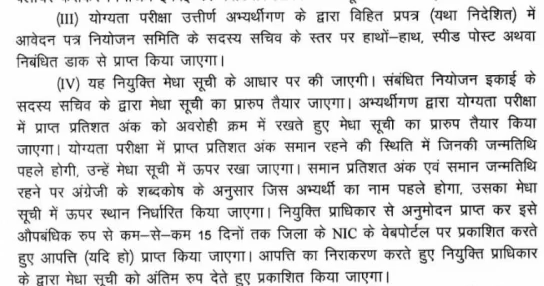 (III) योग्यता परीक्षा उत्तीर्ण अभ्यर्थीगण के द्वारा विहित प्रपत्र (यथा निदेशित) में
आवेदन पत्र नियोजन समिति के सदस्य सचिव के स्तर पर हाथों–हाथ, स्पीड पोस्ट अथवा
निबंधित डाक से प्राप्त किया जाएगा।
(IV) यह नियुक्ति मेधा सूची के आधार पर की जाएगी। संबंधित नियोजन इकाई के
सदस्य सचिव के द्वारा मेधा सूची का प्रारुप तैयार जाएगा। अभ्यर्थीगण द्वारा योग्यता परीक्षा
में प्राप्त प्रतिशत अंक को अवरोही क्रम में रखते हुए मेधा सूची का प्रारुप तैयार किया
जाएगा। योग्यता परीक्षा में प्राप्त प्रतिशत अंक समान रहने की स्थिति में जिनकी जन्मतिथि
पहले होगी, उन्हें मेधा सूची में ऊपर रखा जाएगा। समान प्रतिशत अंक एवं समान जन्मतिथि
रहने पर अंग्रेजी के शब्दकोष के अनुसार जिस अभ्यर्थी का नाम पहले होगा, उसका मेधा
सूची में ऊपर स्थान निर्धारित किया जाएगा। नियुक्ति प्राधिकार से अनुमोदन प्राप्त कर इसे
औपबंधिक रुप से कम–से–कम 15 दिनों तक जिला के NIC के वेबपोर्टल पर प्रकाशित करते
हुए आपत्ति (यदि हो) प्राप्त किया जाएगा। आपत्ति का निराकरण करते हुए नियुक्ति प्राधिकार
के द्वारा मेधा सूची को अंतिम रुप देते हुए प्रकाशित किया जाएगा।